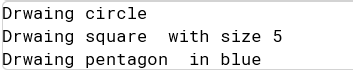 Drwaing circle
Drwaing square  with size 5
Drwaing pentagon  in blue